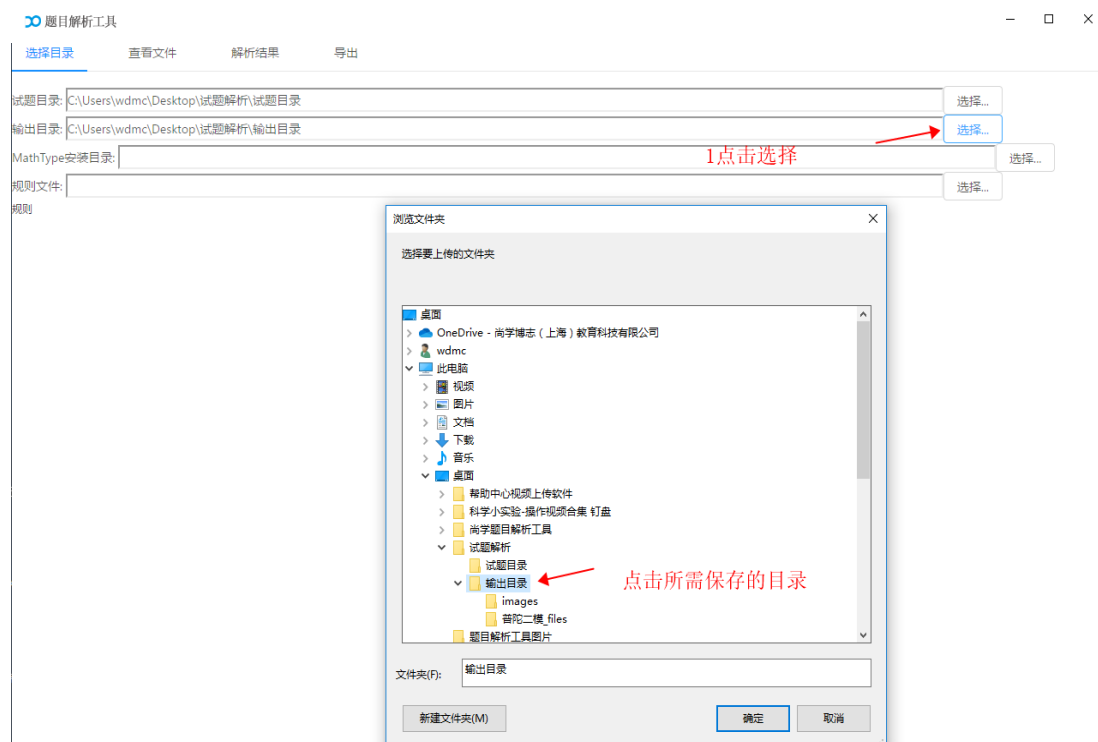 题目解析工具
选择目录 查看文件 解析结果 导出
试题目录: C:\Users\wdmc\Desktop\试题解析\试题目录 选择...
输出目录: C:\Users\wdmc\Desktop\试题解析\输出目录 选择...
1点击选择
MathType安装目录: 选择...
规则文件: 选择...
规则
浏览文件夹
选择要上传的文件夹
桌面
OneDrive - 尚学博志（上海）教育科技有限公司
wdmc
此电脑
视频
图片
文档
下载
音乐
桌面
帮助中心视频上传软件
科学小实验-操作视频合集 钉盘
尚学题目解析工具
试题解析
试题目录
输出目录 点击所需保存的目录
images
普陀二模_files
题目解析工具图片
文件夹(F): 输出目录
新建文件夹(M) 确定 取消